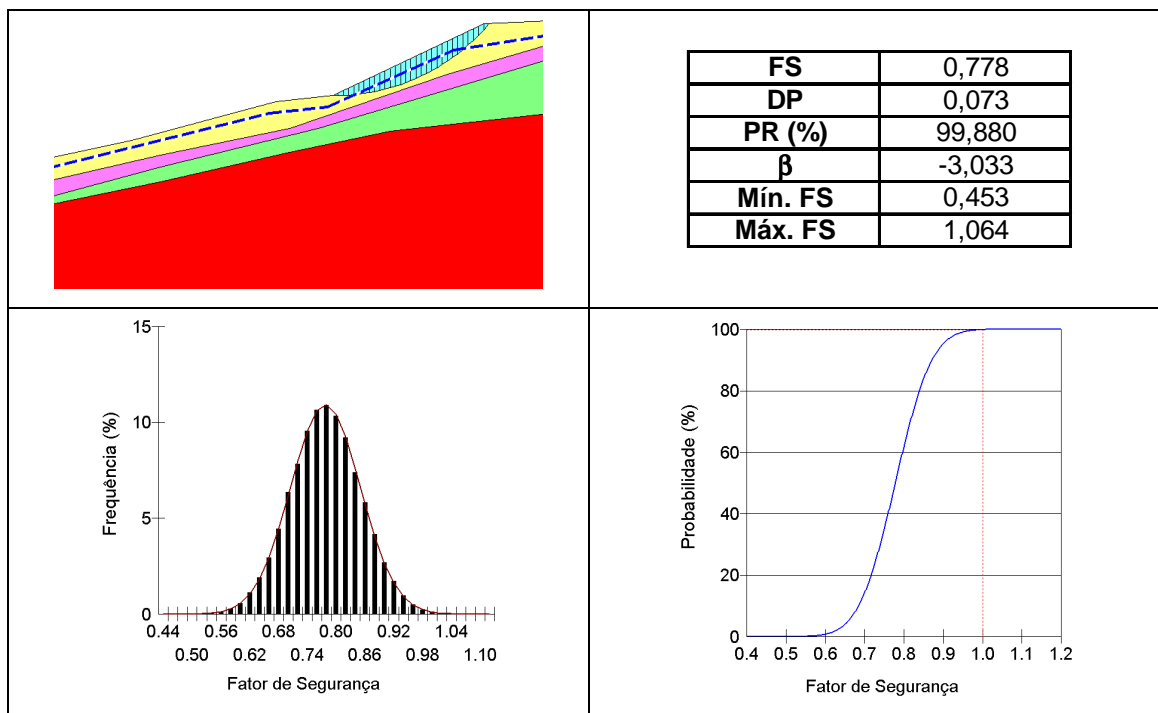 FS 0,778
DP 0,073
PR (%) 99,880
β -3,033
Mín. FS 0,453
Máx. FS 1,064
15
10
5
0
Frequência (%)
0.44 0.56 0.68 0.80 0.92 1.04
0.50 0.62 0.74 0.86 0.98 1.10
Fator de Segurança
100
80
60
40
20
0
Probabilidade (%)
0.4 0.5 0.6 0.7 0.8 0.9 1.0 1.1 1.2
Fator de Segurança